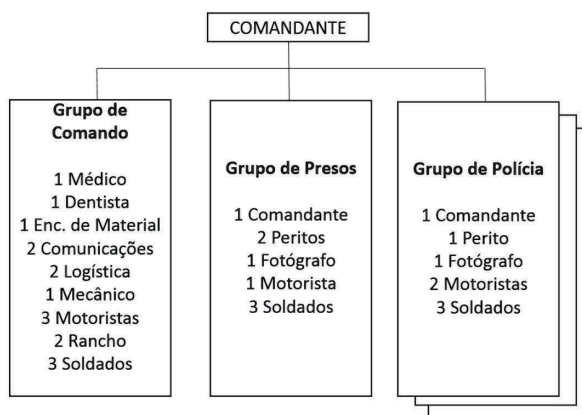 COMANDANTE
Grupo de
Comando
1 Médico
1 Dentista
1 Enc. de Material
2 Comunicações
2 Logística
1 Mecânico
3 Motoristas
2 Rancho
3 Soldados
Grupo de Presos
1 Comandante
2 Peritos
1 Fotógrafo
1 Motorista
3 Soldados
Grupo de Polícia
1 Comandante
1 Perito
1 Fotógrafo
2 Motoristas
3 Soldados